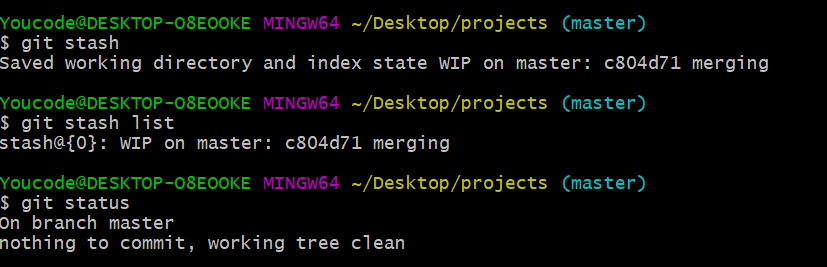 Youcode@DESKTOP-O8EOOKE MINGW64 ~/Desktop/projects (master)
$ git stash
Saved working directory and index state WIP on master: c804d71 merging
Youcode@DESKTOP-O8EOOKE MINGW64 ~/Desktop/projects (master)
$ git stash list
stash@{0}: WIP on master: c804d71 merging
Youcode@DESKTOP-O8EOOKE MINGW64 ~/Desktop/projects (master)
$ git status
On branch master
nothing to commit, working tree clean